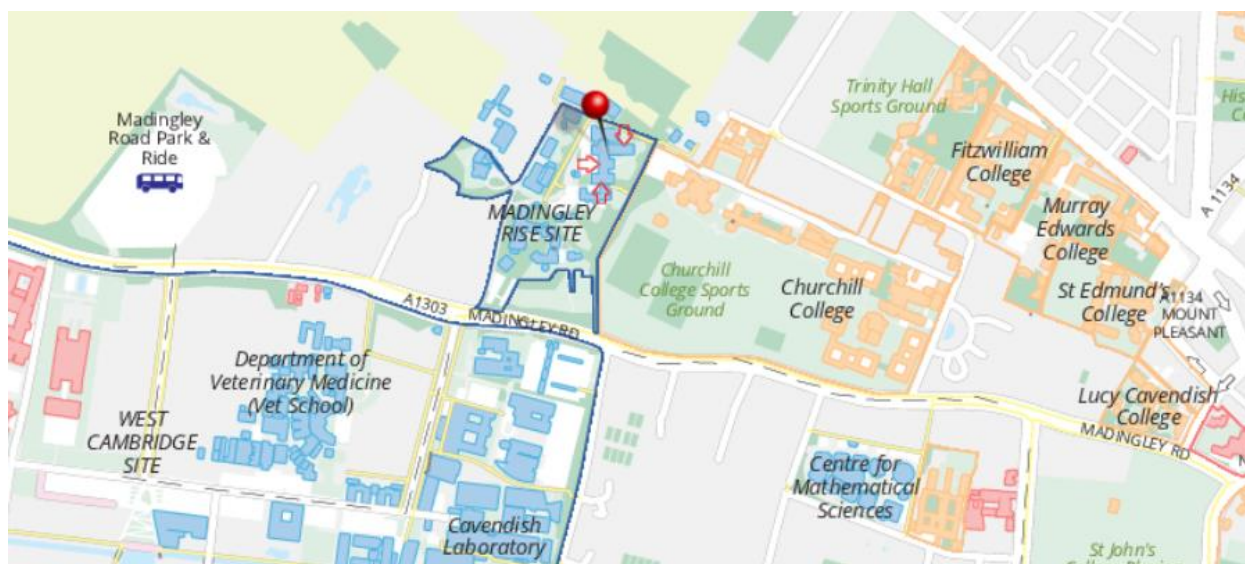 Madingley
Road Park &
Ride
Trinity Hall
Sports Ground
Fitzwilliam
College
Murray
Edwards
College
A 1134
MADINGLEY
RISE SITE
Churchill
College Sports
Ground
Churchill
College
St Edmund's
College
A1134
MOUNT
PLEASANT
A1303
MADINGLEY RD
Department of
Veterinary Medicine
(Vet School)
WEST
CAMBRIDGE
SITE
Lucy Cavendish
College
MADINGLEY RD
Centre for
Mathematical
Sciences
Cavendish
Laboratory
St John's